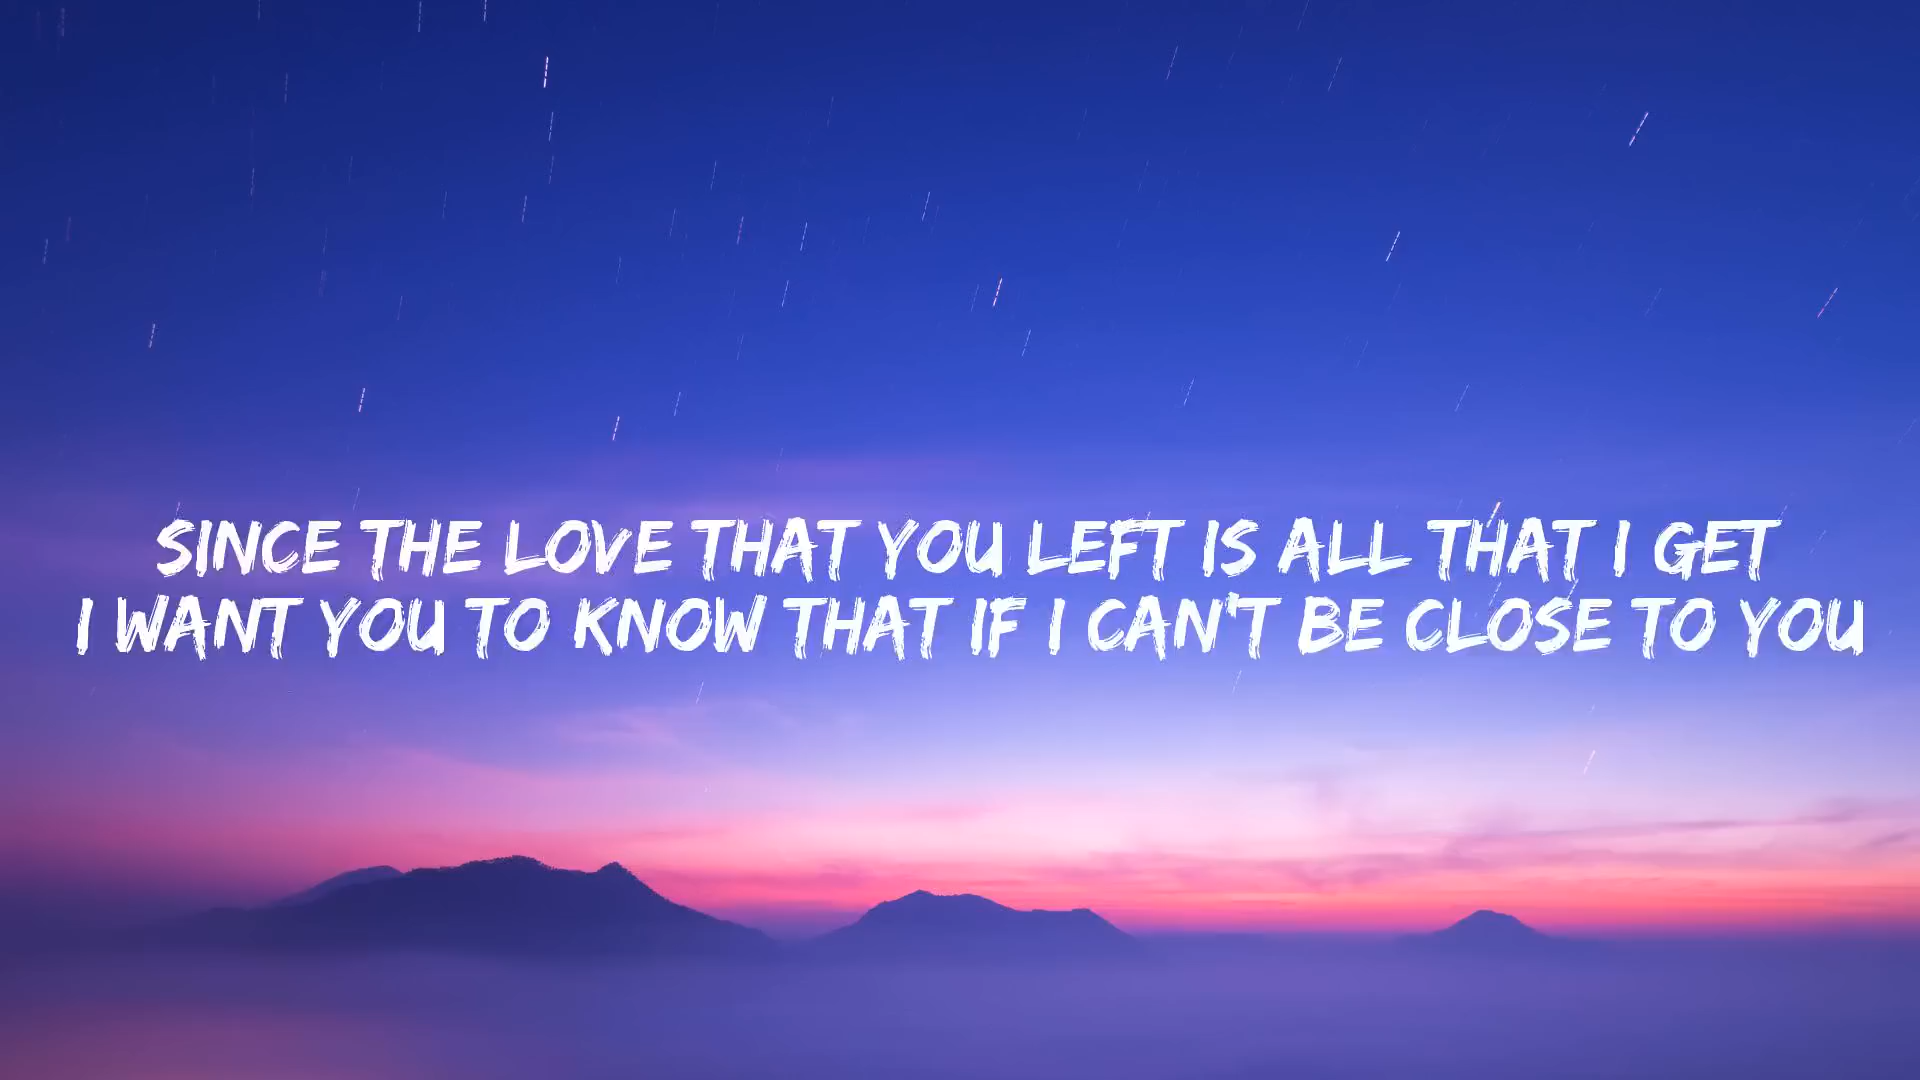 SINCE THE LOVE THAT YOU LEFT IS ALL THAT I GET
I WANT YOU TO KNOW THAT IF I CAN'T BE CLOSE TO YOU